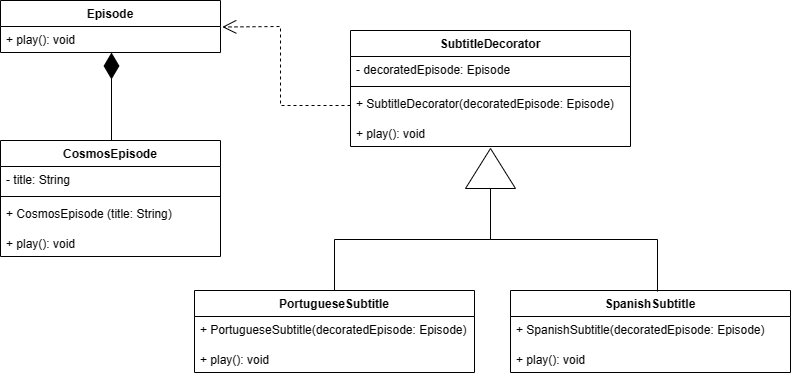 Episode
+ play(): void
SubtitleDecorator
- decoratedEpisode: Episode
+ SubtitleDecorator(decoratedEpisode: Episode)
+ play(): void
CosmosEpisode
- title: String
+ CosmosEpisode (title: String)
+ play(): void
PortugueseSubtitle
+ PortugueseSubtitle(decoratedEpisode: Episode)
+ play(): void
SpanishSubtitle
+ SpanishSubtitle(decoratedEpisode: Episode)
+ play(): void